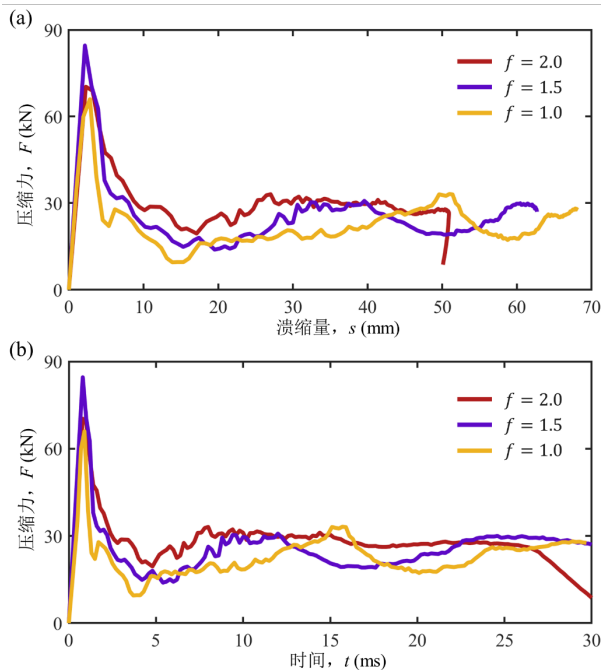 (a)
90
60
30
0
压缩力，F (kN)
f = 2.0
f = 1.5
f = 1.0
0 10 20 30 40 50 60 70
溃缩量，s (mm)
(b)
90
60
30
0
压缩力，F (kN)
f = 2.0
f = 1.5
f = 1.0
0 5 10 15 20 25 30
时间，t (ms)